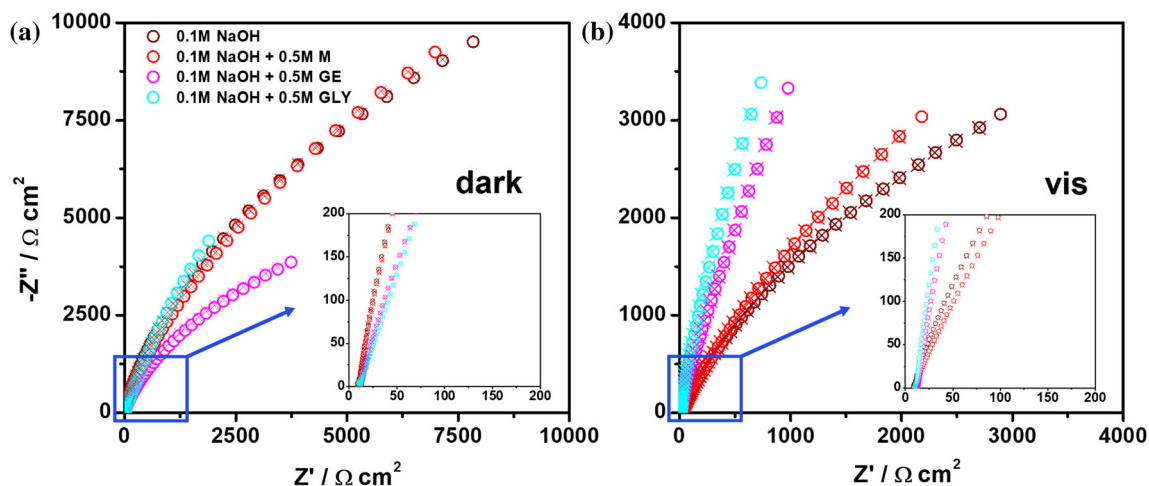 (a)
10000
7500
5000
2500
0
-Z'' / Ω cm²
0.1M NaOH
0.1M NaOH + 0.5M M
0.1M NaOH + 0.5M GE
0.1M NaOH + 0.5M GLY
dark
200
150
100
50
0
0 50 100 150 200
0 2500 5000 7500 10000
Z' / Ω cm²
(b)
4000
3000
2000
1000
0
vis
200
150
100
50
0
0 50 100 150 200
0 1000 2000 3000 4000
Z' / Ω cm²